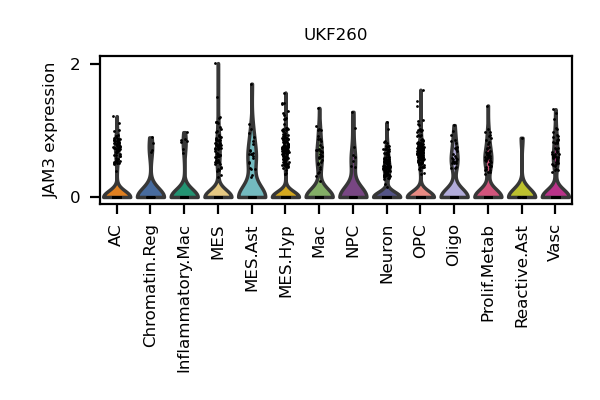 UKF260
JAM3 expression
2
0
AC
Chromatin.Reg
Inflammatory.Mac
MES
MES.Ast
MES.Hyp
Mac
NPC
Neuron
OPC
Oligo
Prolif.Metab
Reactive.Ast
Vasc